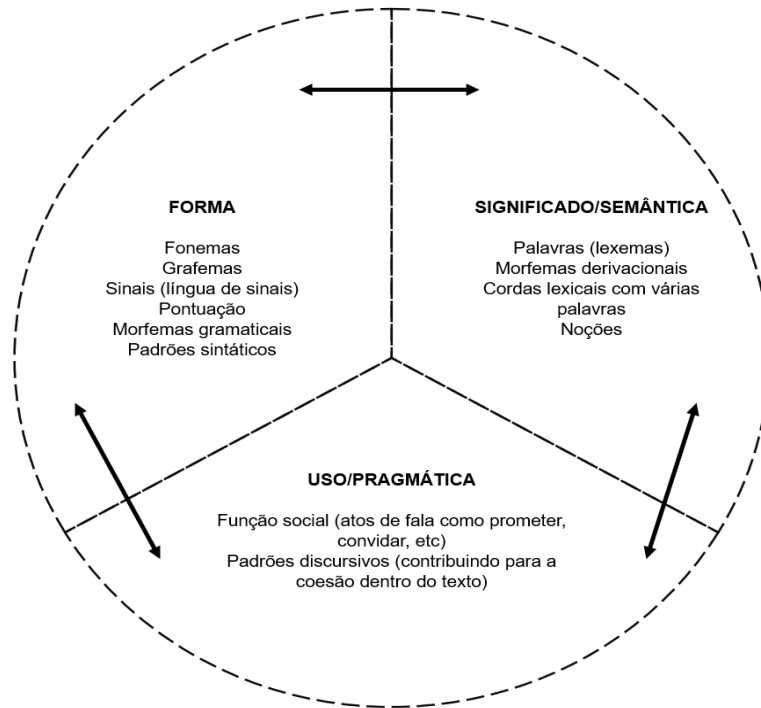 FORMA
Fonemas
Grafemas
Sinais (língua de sinais)
Pontuação
Morfemas gramaticais
Padrões sintáticos
SIGNIFICADO/SEMÂNTICA
Palavras (lexemas)
Morfemas derivacional
Cordas lexicais com várias
palavras
Noções
USO/PRAGMÁTICA
Função social (atos de fala como prometer,
convidar, etc)
Padrões discursivos (contribuindo para a
coesão dentro do texto)